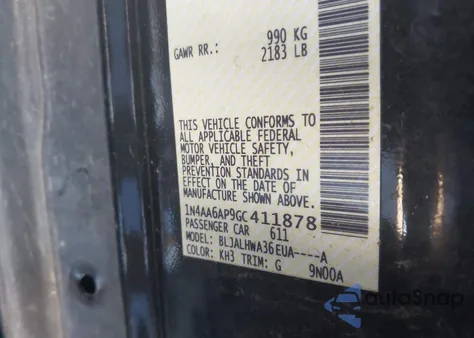 990 KG
GAWR RR.: 2183 LB
THIS VEHICLE CONFORMS TO
ALL APPLICABLE FEDERAL
MOTOR VEHICLE SAFETY,
BUMPER, AND THEFT
PREVENTION STANDARDS IN
EFFECT ON THE DATE OF
MANUFACTURE SHOWN ABOVE.
1N4AA6AP9GC411878
PASSENGER CAR 611
MODEL: BLJALHWA36EUA----A
COLOR: KH3 TRIM: G 9N00A
autoSnap